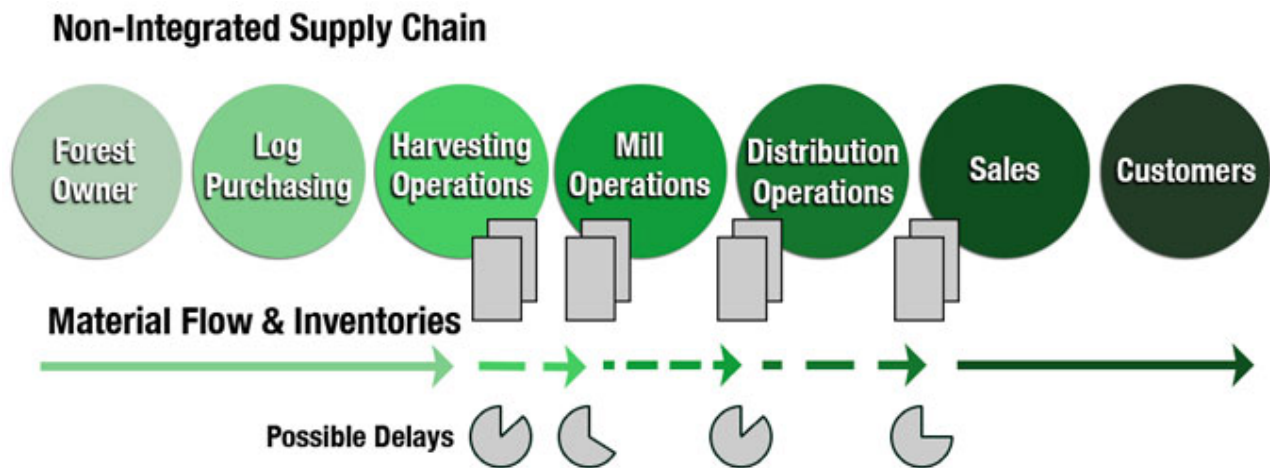 Non-Integrated Supply Chain
Forest
Owner
Log
Purchasing
Harvesting
Operations
Mill
Operations
Distribution
Operations
Sales
Customers
Material Flow & Inventories
Possible Delays